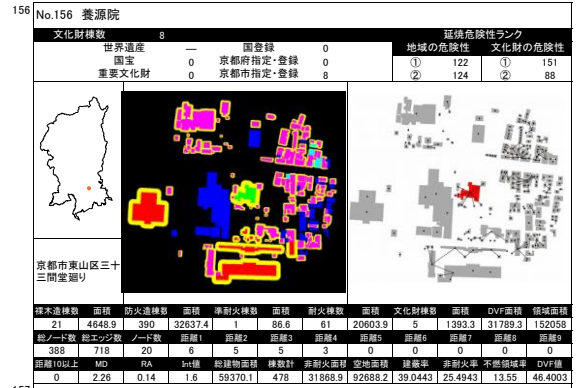 156
No.156 養源院
文化財棟数 8 延焼危険性ランク
世界遺産 — 国登録 0 地域の危険性 文化財の危険性
国宝 0 京都府指定・登録 0 ① 122 ① 151
重要文化財 0 京都市指定・登録 8 ② 124 ② 88
京都市東山区三十
三間堂廻り
裸木造棟数 面積 防火造棟数 面積 準耐火棟数 面積 耐火棟数 面積 文化財棟数 面積 DVF面積 領域面積
21 4648.9 390 32637.4 1 86.6 61 20603.9 5 1393.3 31789.3 152058
総ノード数 総エッジ数 ノード数 距離1 距離2 距離3 距離4 距離5 距離6 距離7 距離8 距離9
388 718 20 6 5 5 3 0 0 0 0 0
距離10以上 MD RA Int値 総建物面積 棟数計 非耐火面積 空地面積 建蔽率 非耐火率 不燃領域率 DVF値
0 2.26 0.14 1.6 59370.1 478 31868.9 92688.2 39.0443 25.4943 13.55 46.4003